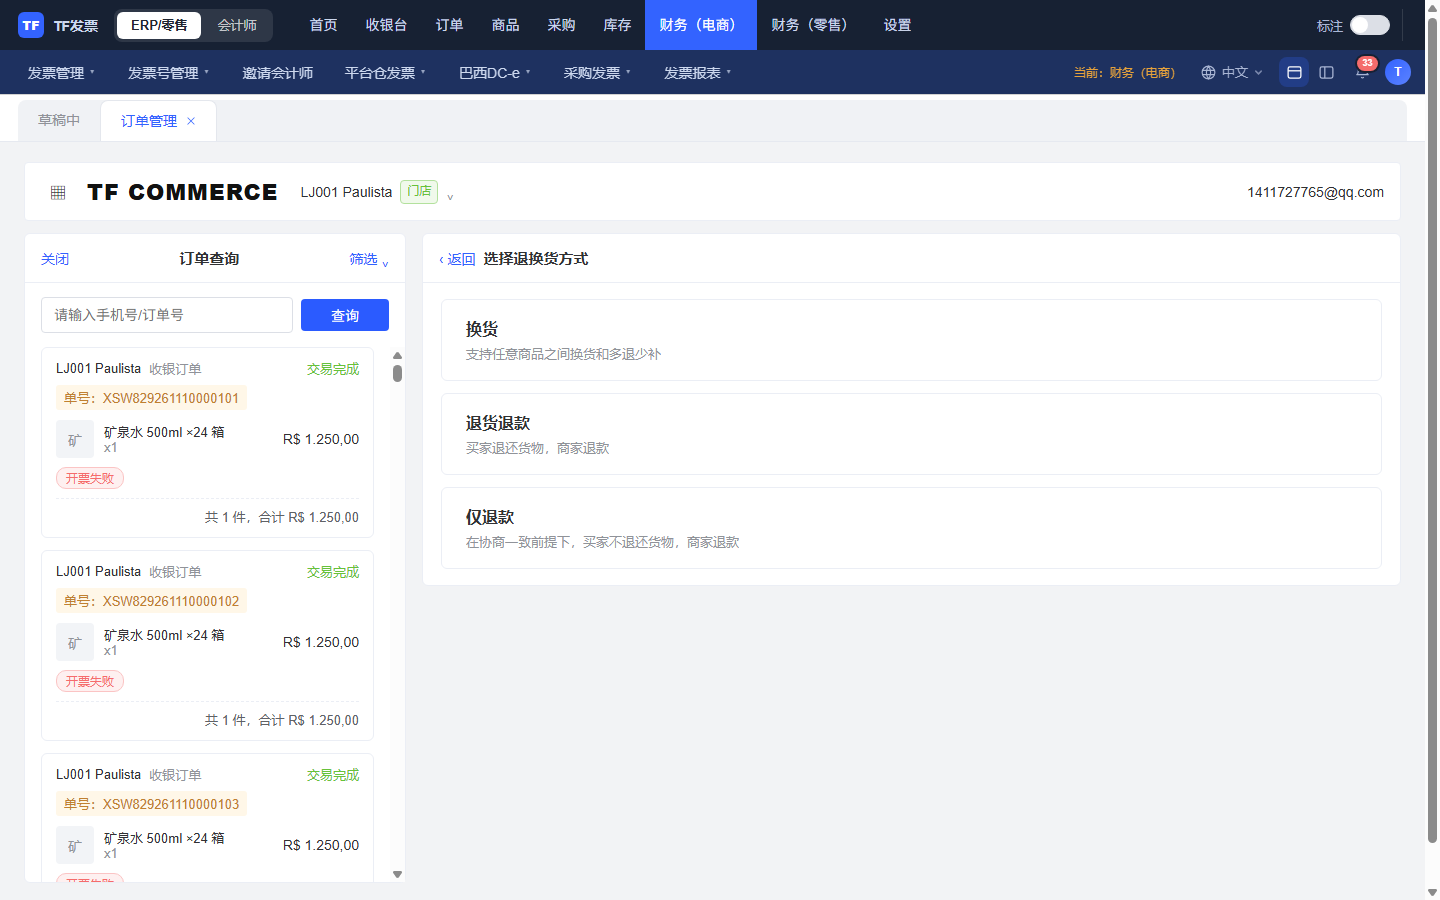 TF TF发票 ERP/零售 会计师 首页 收银台 订单 商品 采购 库存 财务（电商） 财务（零售） 设置 标注
发票管理 发票号管理 邀请会计师 平台仓发票 巴西DC-e 采购发票 发票报表 当前：财务（电商） 中文 33 T
草稿中 订单管理 ×
TF COMMERCE LJ001 Paulista 门店 1411727765@qq.com
关闭 订单查询 筛选
请输入手机号/订单号 查询
LJ001 Paulista 收银订单 交易完成
单号：XSW829261110000101
矿 矿泉水 500ml ×24 箱 R$ 1.250,00
x1
开票失败
共 1 件，合计 R$ 1.250,00
LJ001 Paulista 收银订单 交易完成
单号：XSW829261110000102
矿 矿泉水 500ml ×24 箱 R$ 1.250,00
x1
开票失败
共 1 件，合计 R$ 1.250,00
LJ001 Paulista 收银订单 交易完成
单号：XSW829261110000103
矿 矿泉水 500ml ×24 箱 R$ 1.250,00
x1
开票失败
‹ 返回 选择退换货方式
换货
支持任意商品之间换货和多退少补
退货退款
买家退还货物，商家退款
仅退款
在协商一致前提下，买家不退还货物，商家退款